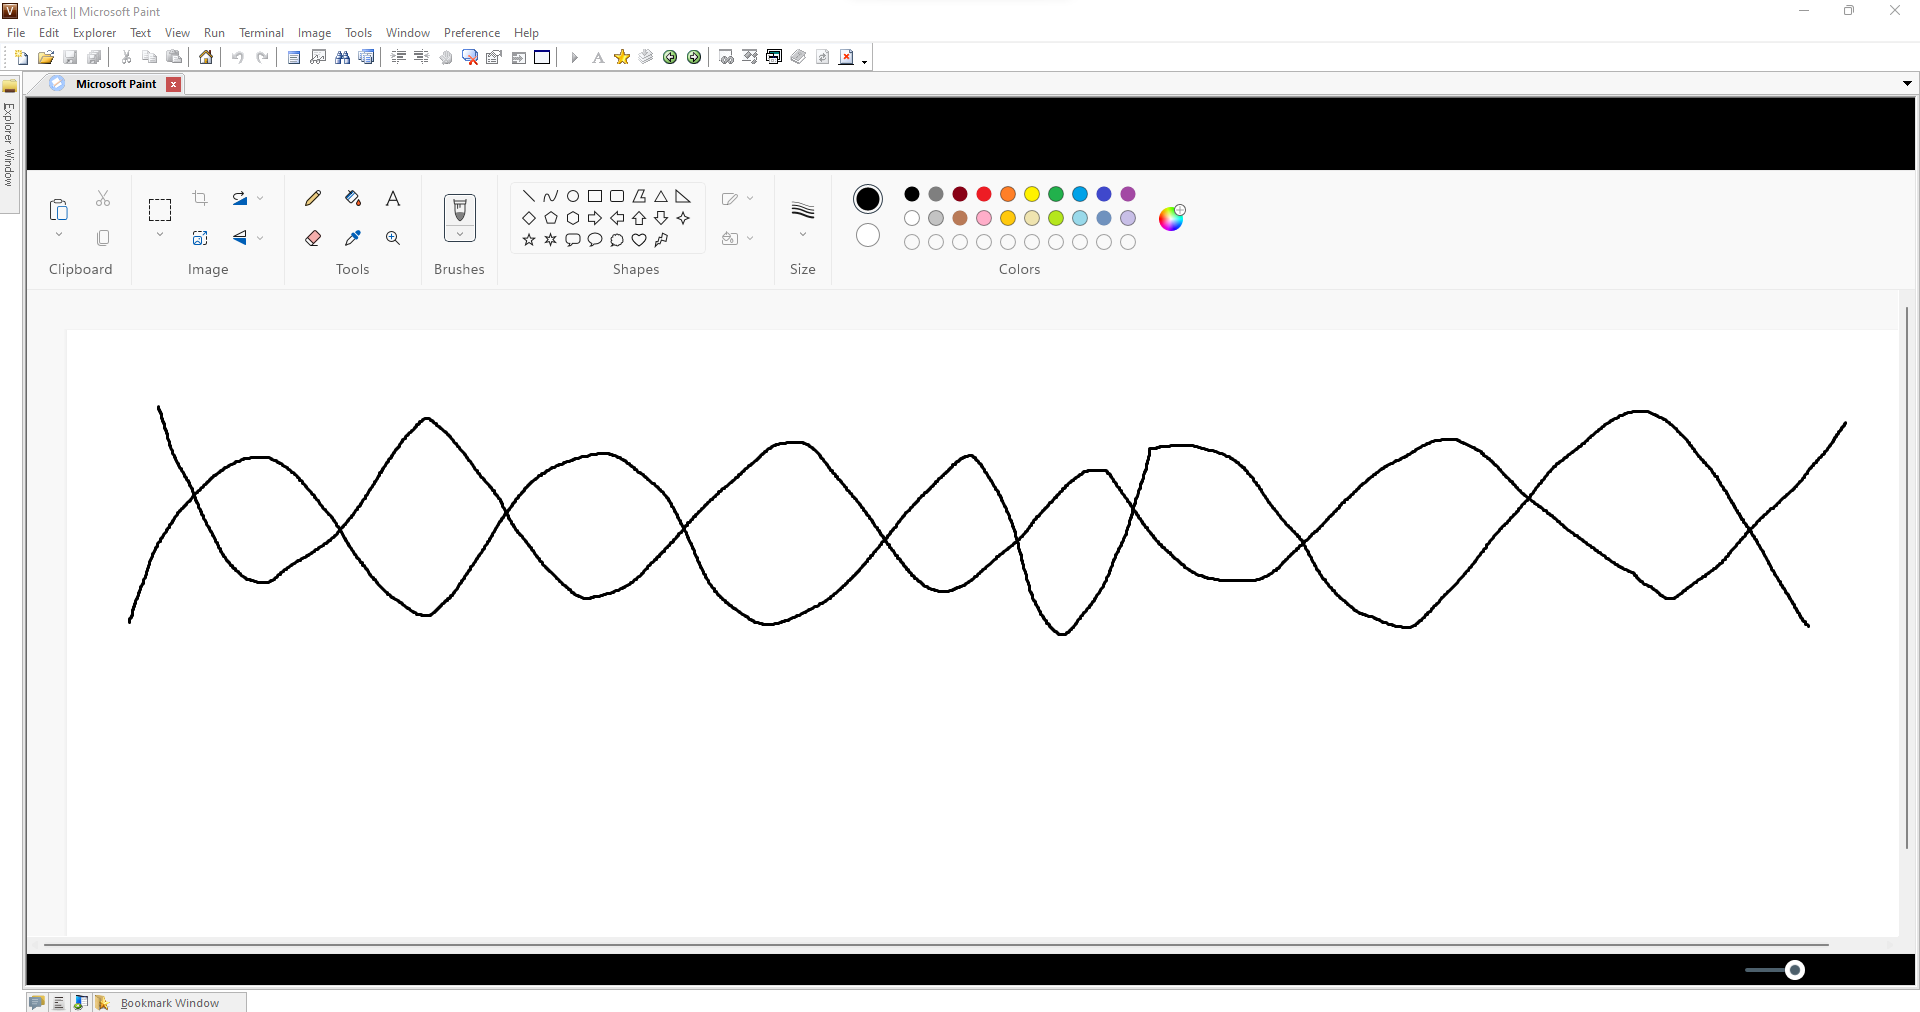 V VinaText || Microsoft Paint
File Edit Explorer Text View Run Terminal Image Tools Window Preference Help
Microsoft Paint
Explorer Window
Clipboard Image Tools Brushes Shapes Size Colors
Bookmark Window